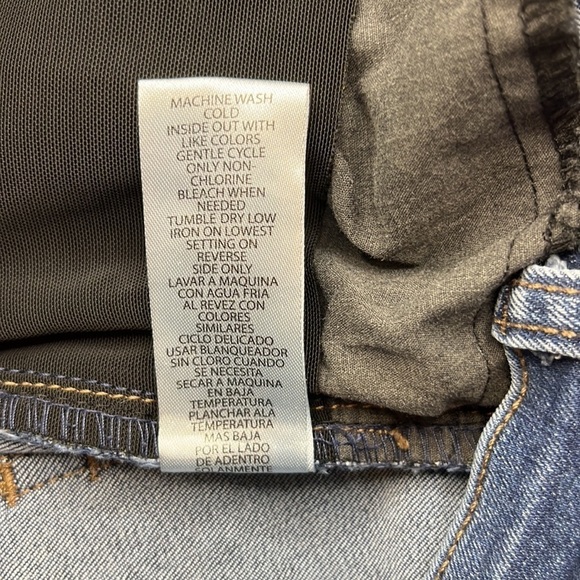 MACHINE WASH
COLD
INSIDE OUT WITH
LIKE COLORS
GENTLE CYCLE
ONLY NON-
CHLORINE
BLEACH WHEN
NEEDED
TUMBLE DRY LOW
IRON ON LOWEST
SETTING ON
REVERSE
SIDE ONLY
LAVAR A MAQUINA
CON AGUA FRIA
AL REVEZ CON
COLORES
SIMILARES
CICLO DELICADO
USAR BLANQUEADOR
SIN CLORO CUANDO
SE NECESITA
SECAR A MAQUINA
EN BAJA
TEMPERATURA
PLANCHAR ALA
TEMPERATURA
MAS BAJA
POR EL LADO
DE ADENTRO
SOLANMENTE